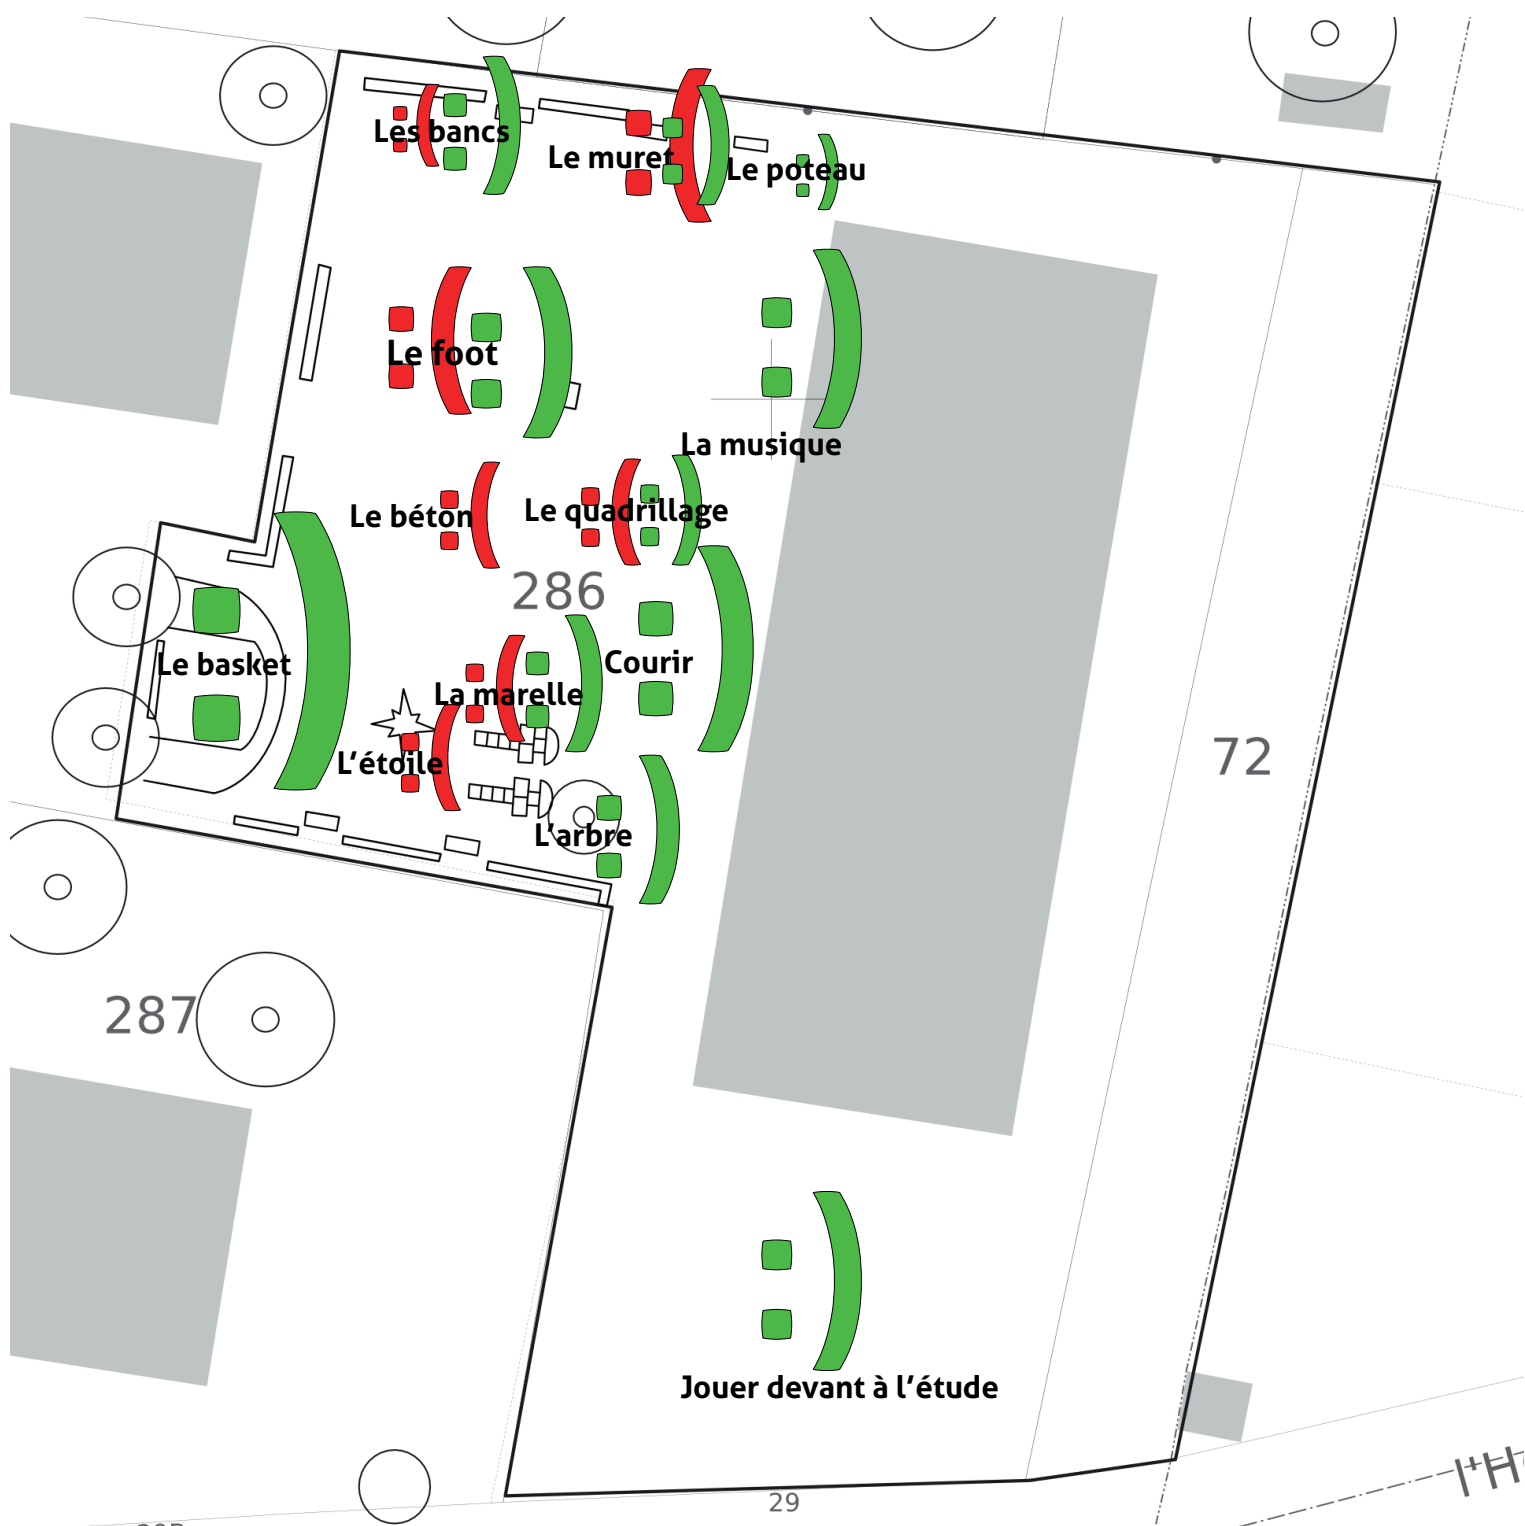 Les bancs
Le muret
Le poteau
Le foot
La musique
Le béton
Le quadrillage
286
Le basket
Courir
La marelle
L’étoile
72
L’arbre
287
Jouer devant à l’étude
l'H
29